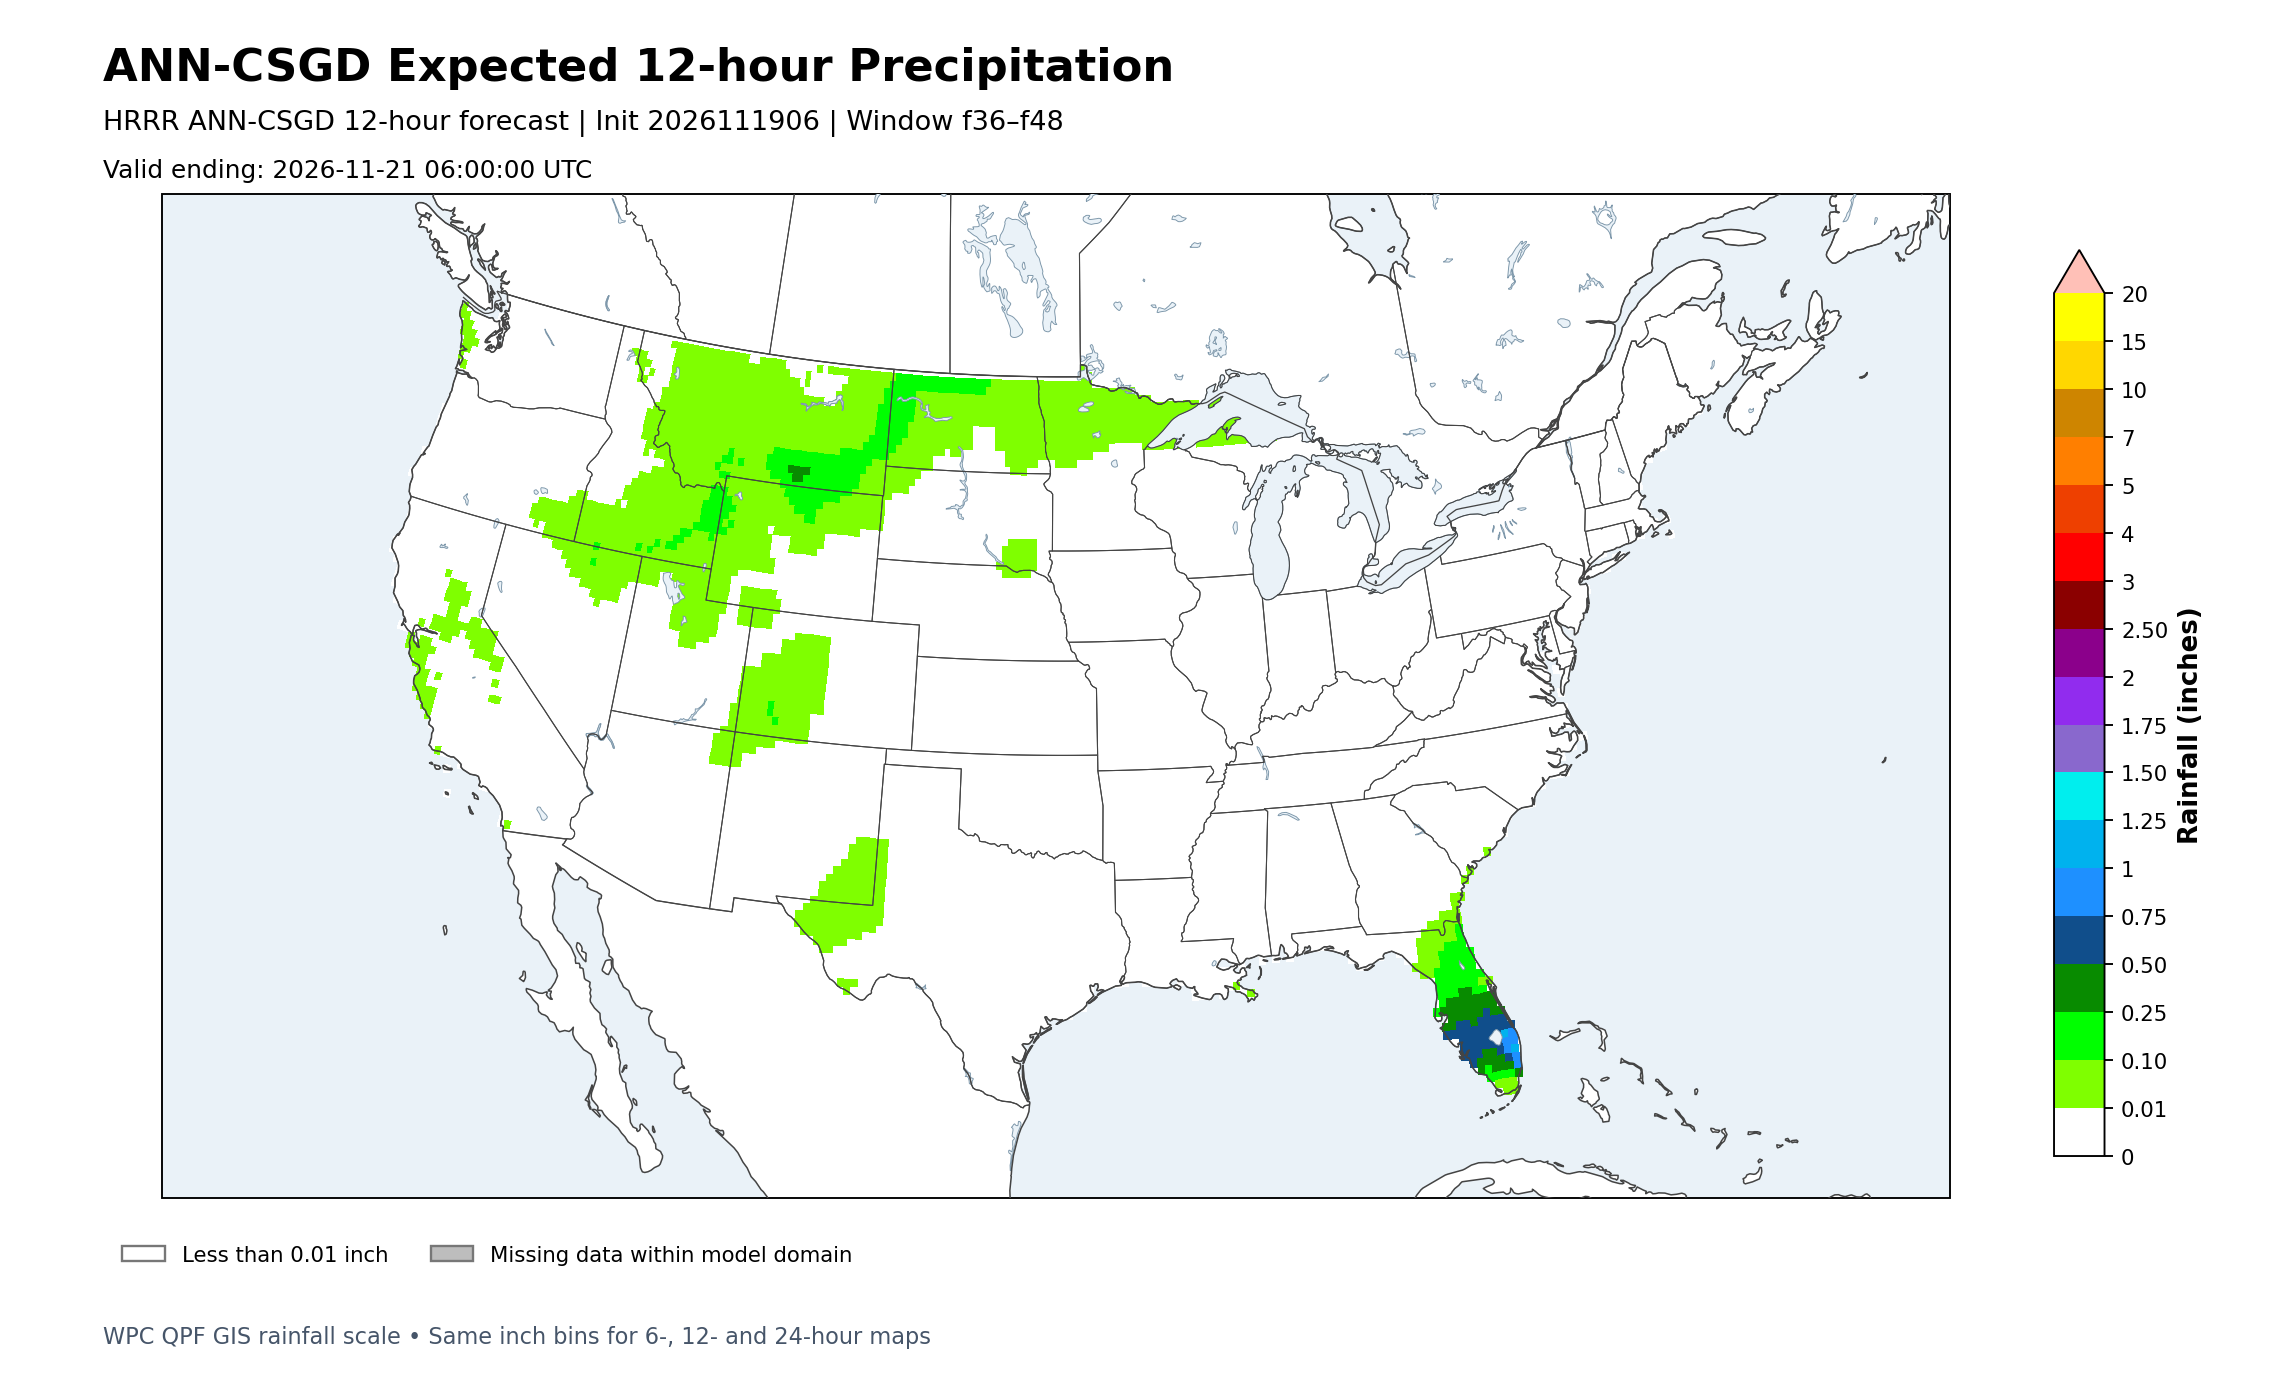 ANN-CSGD Expected 12-hour Precipitation
HRRR ANN-CSGD 12-hour forecast | Init 2026111906 | Window f36–f48
Valid ending: 2026-11-21 06:00:00 UTC
20
15
10
7
5
4
3
2.50
2
1.75
1.50
1.25
1
0.75
0.50
0.25
0.10
0.01
0
Rainfall (inches)
Less than 0.01 inch
Missing data within model domain
WPC QPF GIS rainfall scale • Same inch bins for 6-, 12- and 24-hour maps